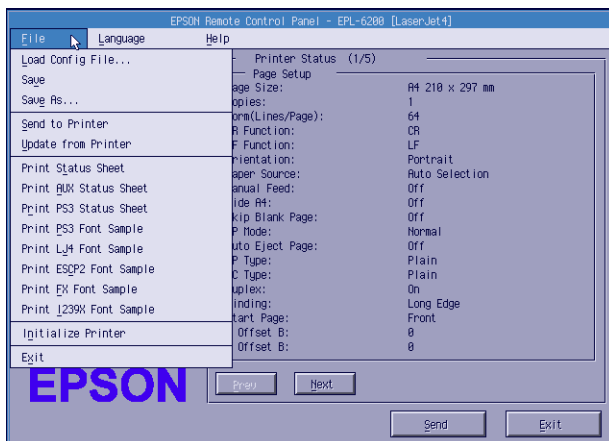 EPSON Remote Control Panel - EPL-6200 [LaserJet4]
File Language Help
Load Config File...
Save
Save As...
Send to Printer
Update from Printer
Print Status Sheet
Print AUX Status Sheet
Print PS3 Status Sheet
Print PS3 Font Sample
Print LJ4 Font Sample
Print ESCP2 Font Sample
Print FX Font Sample
Print I239X Font Sample
Initialize Printer
Exit
Printer Status (1/5)
Page Setup
age Size: A4 210 x 297 mm
opies: 1
orm(Lines/Page): 64
R Function: CR
F Function: LF
rientation: Portrait
aper Source: Auto Selection
anual Feed: Off
ide A4: Off
kip Blank Page: Off
P Mode: Normal
uto Eject Page: Off
P Type: Plain
C Type: Plain
uplex: On
inding: Long Edge
tart Page: Front
Offset B: 0
Offset B: 0
EPSON
Prev Next
Send Exit